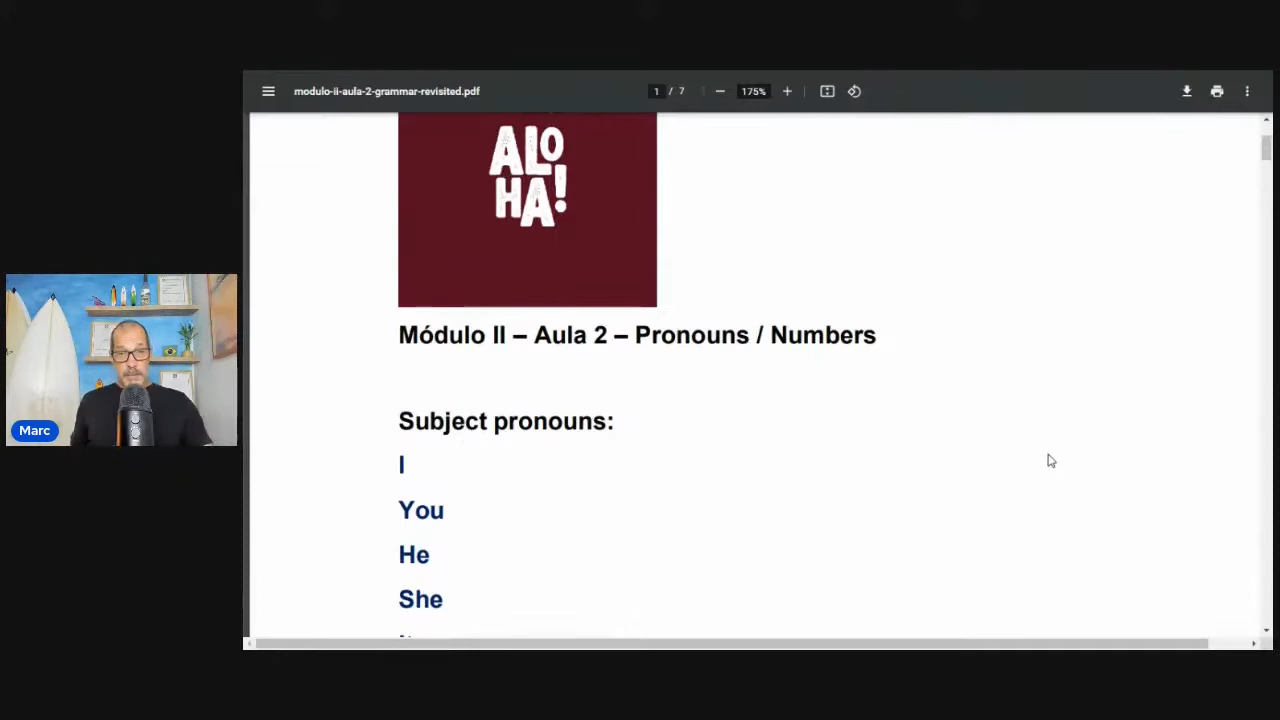 modulo-ii-aula-2-grammar-revisited.pdf
1 / 7
175%
ALO
HA!
Módulo II – Aula 2 – Pronouns / Numbers
Subject pronouns:
I
You
He
She
Marc